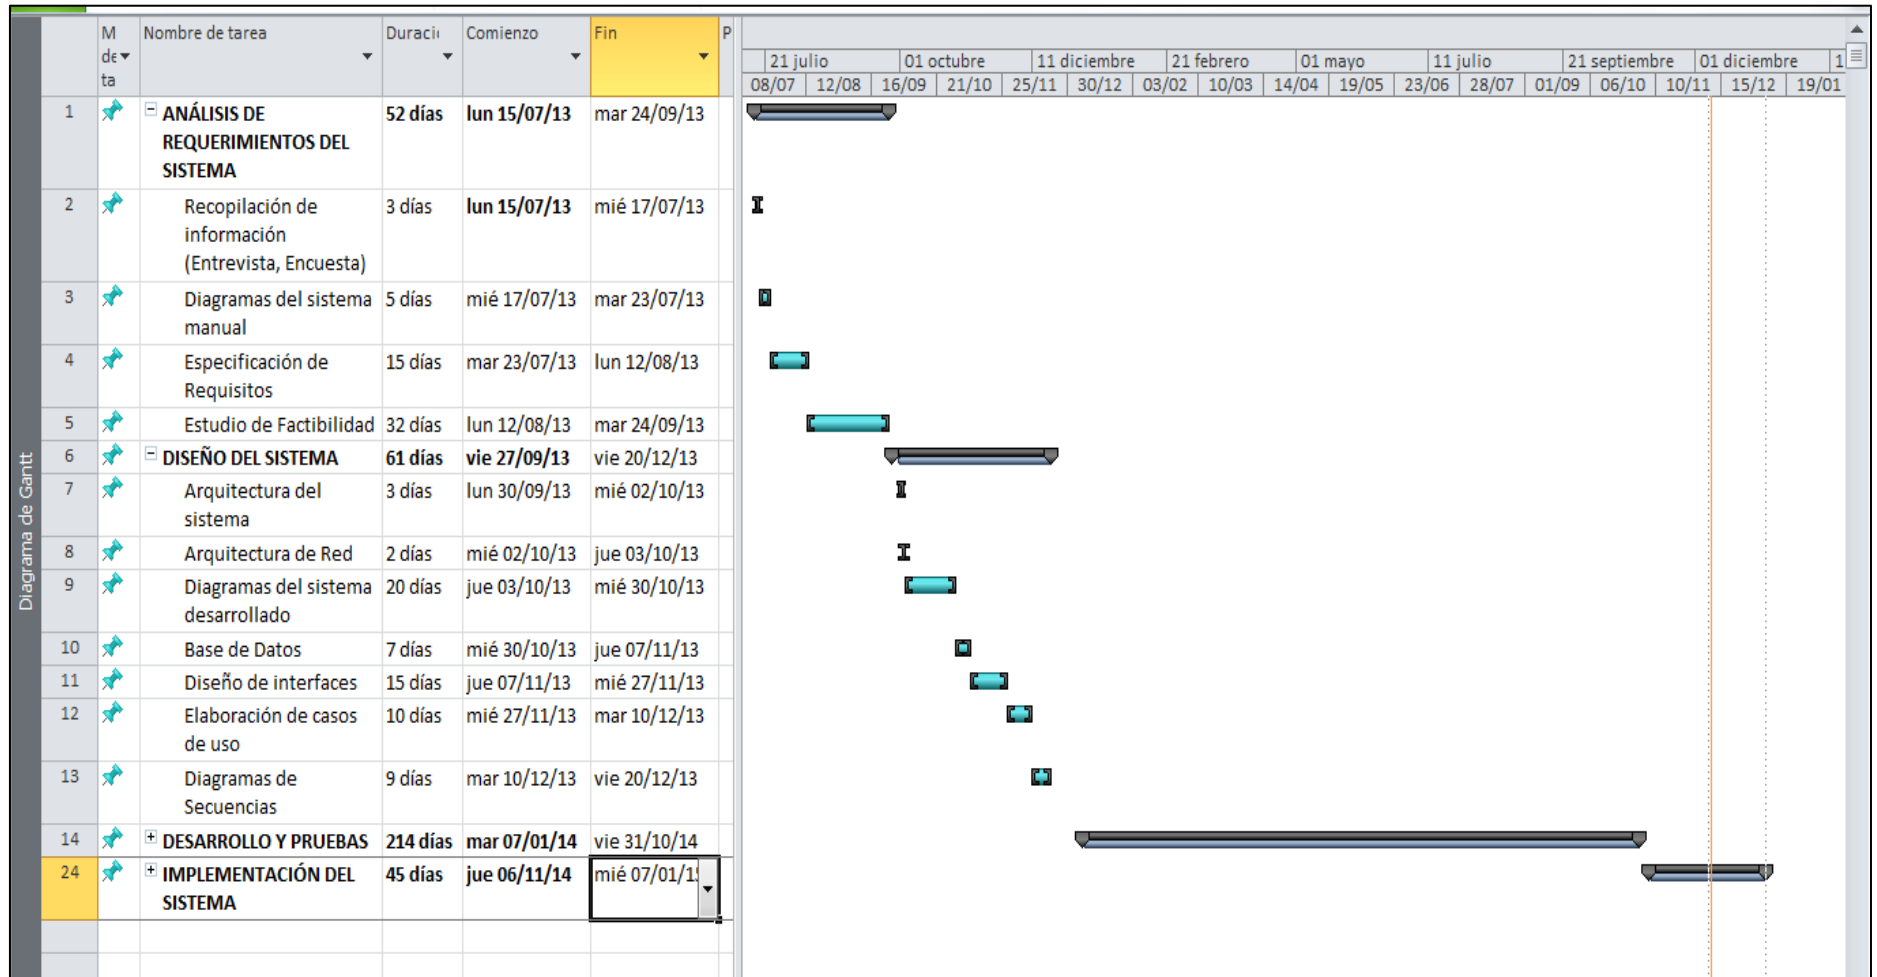 M de ta
Nombre de tarea
Duració
Comienzo
Fin
P
21 julio 01 octubre 11 diciembre 21 febrero 01 mayo 11 julio 21 septiembre 01 diciembre 1
08/07 12/08 16/09 21/10 25/11 30/12 03/02 10/03 14/04 19/05 23/06 28/07 01/09 06/10 10/11 15/12 19/01
1 ANÁLISIS DE 52 días lun 15/07/13 mar 24/09/13
REQUERIMIENTOS DEL
SISTEMA
2 Recopilación de 3 días lun 15/07/13 mié 17/07/13
información
(Entrevista, Encuesta)
3 Diagramas del sistema 5 días mié 17/07/13 mar 23/07/13
manual
4 Especificación de 15 días mar 23/07/13 lun 12/08/13
Requisitos
5 Estudio de Factibilidad 32 días lun 12/08/13 mar 24/09/13
6 DISEÑO DEL SISTEMA 61 días vie 27/09/13 vie 20/12/13
7 Arquitectura del 3 días lun 30/09/13 mié 02/10/13
sistema
8 Arquitectura de Red 2 días mié 02/10/13 jue 03/10/13
9 Diagramas del sistema 20 días jue 03/10/13 mié 30/10/13
desarrollado
10 Base de Datos 7 días mié 30/10/13 jue 07/11/13
11 Diseño de interfaces 15 días jue 07/11/13 mié 27/11/13
12 Elaboración de casos 10 días mié 27/11/13 mar 10/12/13
de uso
13 Diagramas de 9 días mar 10/12/13 vie 20/12/13
Secuencias
14 DESARROLLO Y PRUEBAS 214 días mar 07/01/14 vie 31/10/14
24 IMPLEMENTACIÓN DEL 45 días jue 06/11/14 mié 07/01/15
SISTEMA
Diagrama de Gantt